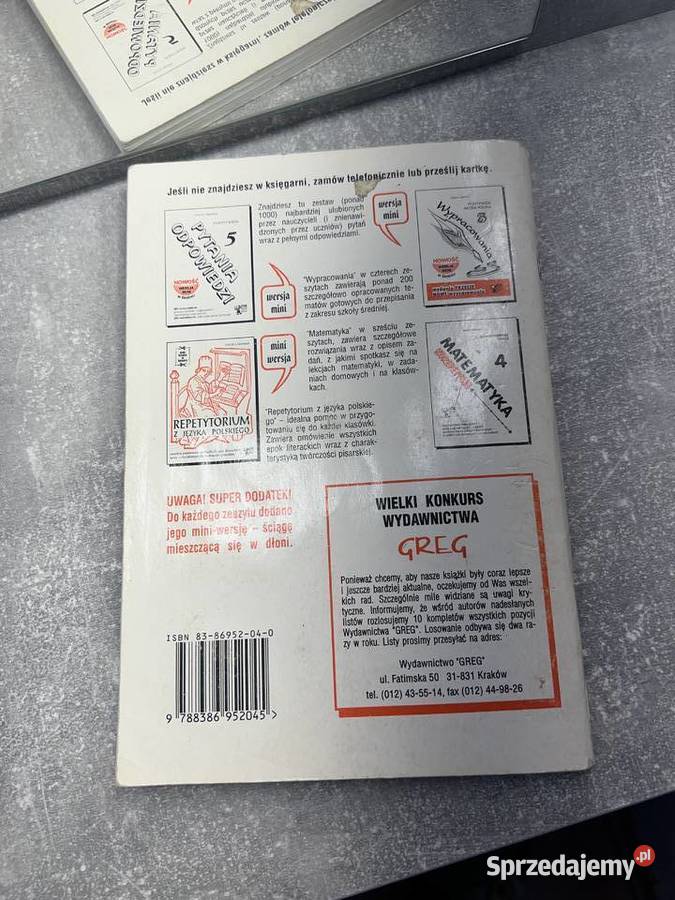 Jeśli nie znajdziesz w księgarni, zamów telefonicznie lub prześlij kartkę.
Znajdziesz tu zestaw (ponad
1000) najbardziej ulubionych
przez nauczycieli (i znienawi-
dzonych przez uczniów) pytań
wraz z pełnymi odpowiedziami.
wersja
mini
5
PYTANIA
ODPOWIEDZI
NOWOŚĆ
3
Wypracowania
NOWOŚĆ
"Wypracowania" w czterech ze-
szytach zawierają ponad 200
szczegółowo opracowanych te-
matów gotowych do przepisania
z zakresu szkoły średniej.
wersja
mini
mini
wersja
"Matematyka" w sześciu ze-
szytach, zawiera szczegółowe
rozwiązania wraz z opisem za-
dań, z jakimi spotkasz się na
lekcjach matematyki, w zada-
niach domowych i na klasów-
kach.
4
MATEMATYKA
REPETYTORIUM
Z JĘZYKA POLSKIEGO
"Repetytorium z języka polskie-
go" – idealna pomoc w przygo-
towaniu się do każdej klasówki.
Zawiera omówienie wszystkich
epok literackich wraz z charak-
terystyką twórczości pisarskiej.
UWAGA! SUPER DODATEK!
Do każdego zeszytu dodano
jego mini-wersję – ściągę
mieszczącą się w dłoni.
WIELKI KONKURS
WYDAWNICTWA
GREG
Ponieważ chcemy, aby nasze książki były coraz lepsze
i jeszcze bardziej aktualne, oczekujemy od Was wszel-
kich rad. Szczególnie mile widziane są uwagi kry-
tyczne. Informujemy, że wśród autorów nadesłanych
listów rozlosujemy 10 kompletów wszystkich pozycji
Wydawnictwa "GREG". Losowanie odbywa się dwa ra-
zy w roku. Listy prosimy przesyłać na adres:
Wydawnictwo "GREG"
ul. Fatimska 50 31-831 Kraków
tel. (012) 43-55-14, fax (012) 44-98-26
ISBN 83-86952-04-0
9 788386 952045 >
Sprzedajemy.pl